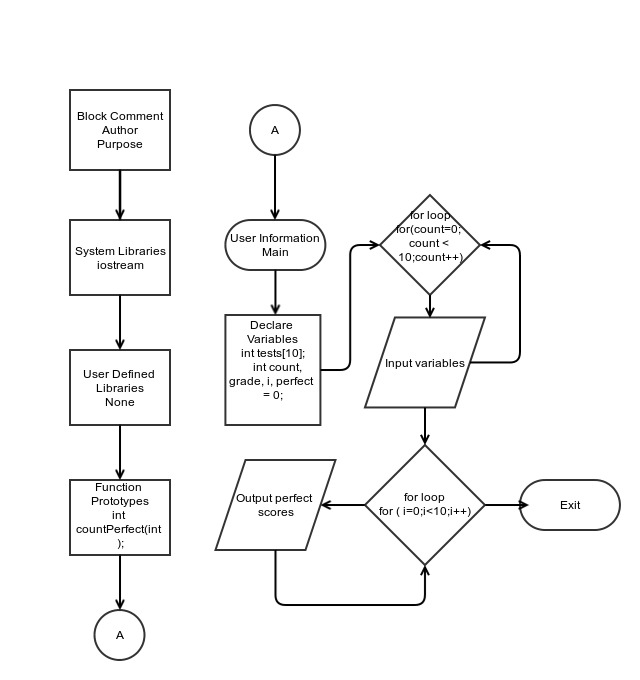 Block Comment
Author
Purpose
System Libraries
iostream
User Defined
Libraries
None
Function
Prototypes
int
countPerfect(int
);
A
A
User Information
Main
Declare
Variables
int tests[10];
int count,
grade, i, perfect
= 0;
for loop
for(count=0;
count <
10;count++)
Input variables
for loop
for ( i=0;i<10;i++)
Output perfect
scores
Exit